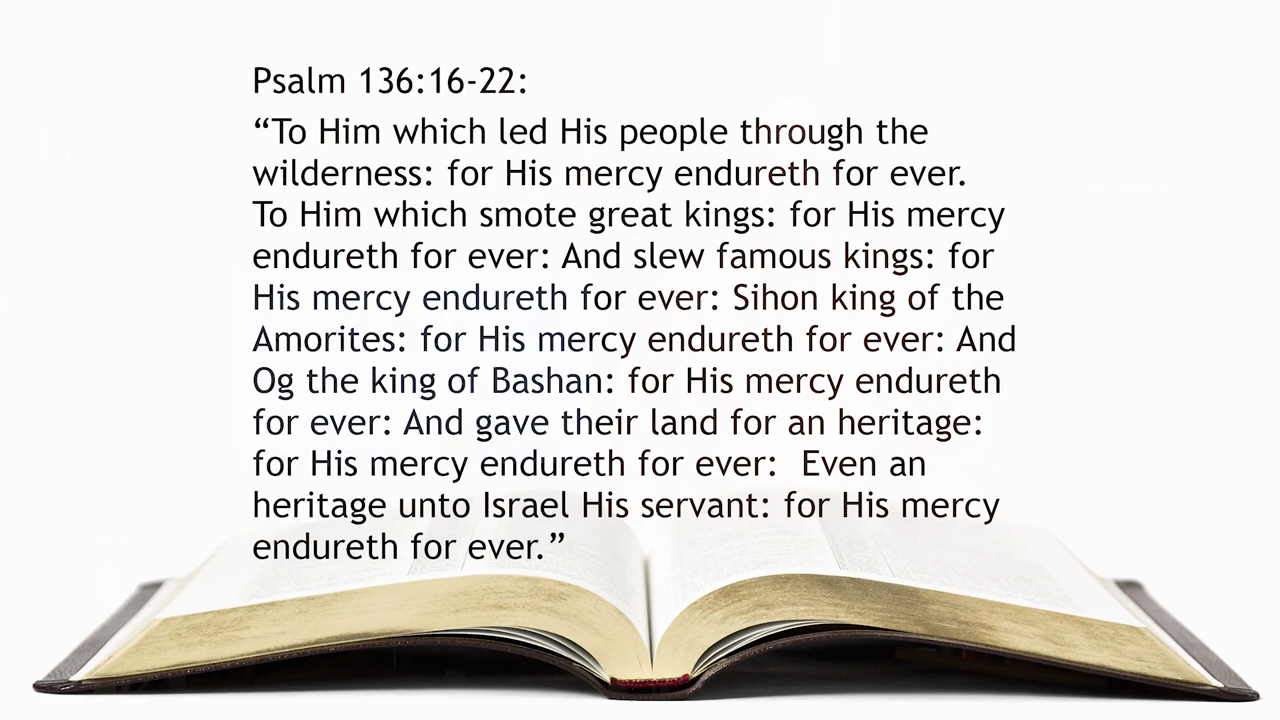 Psalm 136:16-22:
“To Him which led His people through the
wilderness: for His mercy endureth for ever.
To Him which smote great kings: for His mercy
endureth for ever: And slew famous kings: for
His mercy endureth for ever: Sihon king of the
Amorites: for His mercy endureth for ever: And
Og the king of Bashan: for His mercy endureth
for ever: And gave their land for an heritage:
for His mercy endureth for ever:  Even an
heritage unto Israel His servant: for His mercy
endureth for ever.”